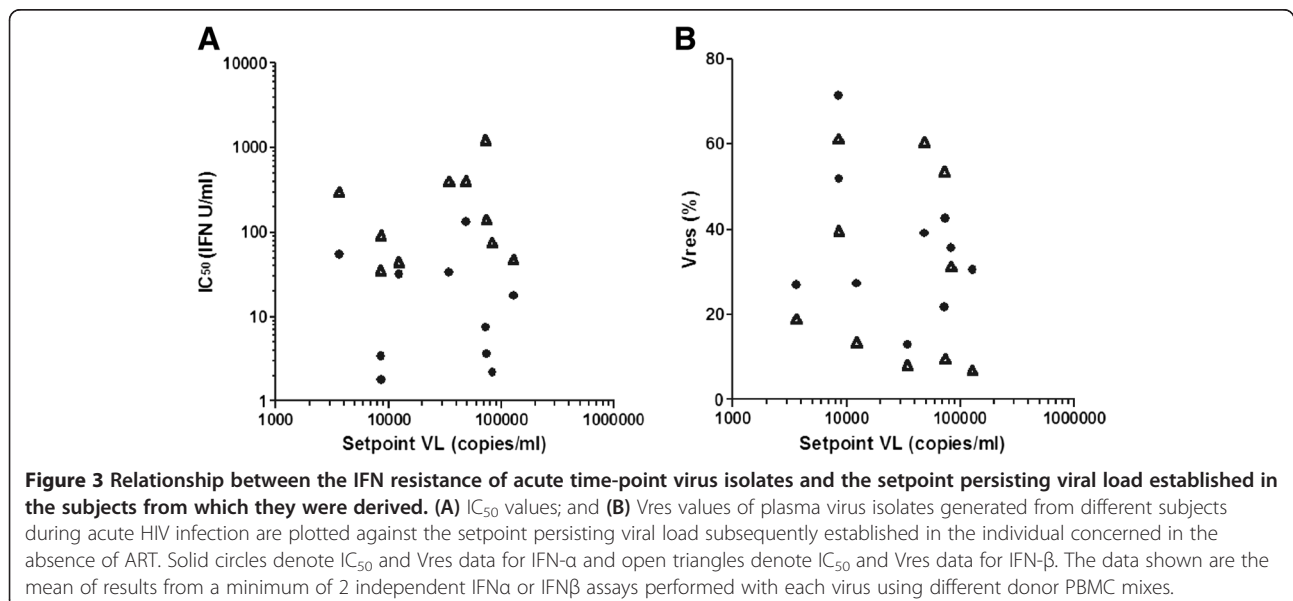 A
10000
1000
100
10
1
IC50 (IFN U/ml)
1000 10000 100000 1000000
Setpoint VL (copies/ml)
B
80
60
40
20
0
Vres (%)
1000 10000 100000 1000000
Setpoint VL (copies/ml)
Figure 3 Relationship between the IFN resistance of acute time-point virus isolates and the setpoint persisting viral load established in
the subjects from which they were derived. (A) IC50 values; and (B) Vres values of plasma virus isolates generated from different subjects
during acute HIV infection are plotted against the setpoint persisting viral load subsequently established in the individual concerned in the
absence of ART. Solid circles denote IC50 and Vres data for IFN-α and open triangles denote IC50 and Vres data for IFN-β. The data shown are the
mean of results from a minimum of 2 independent IFNα or IFNβ assays performed with each virus using different donor PBMC mixes.